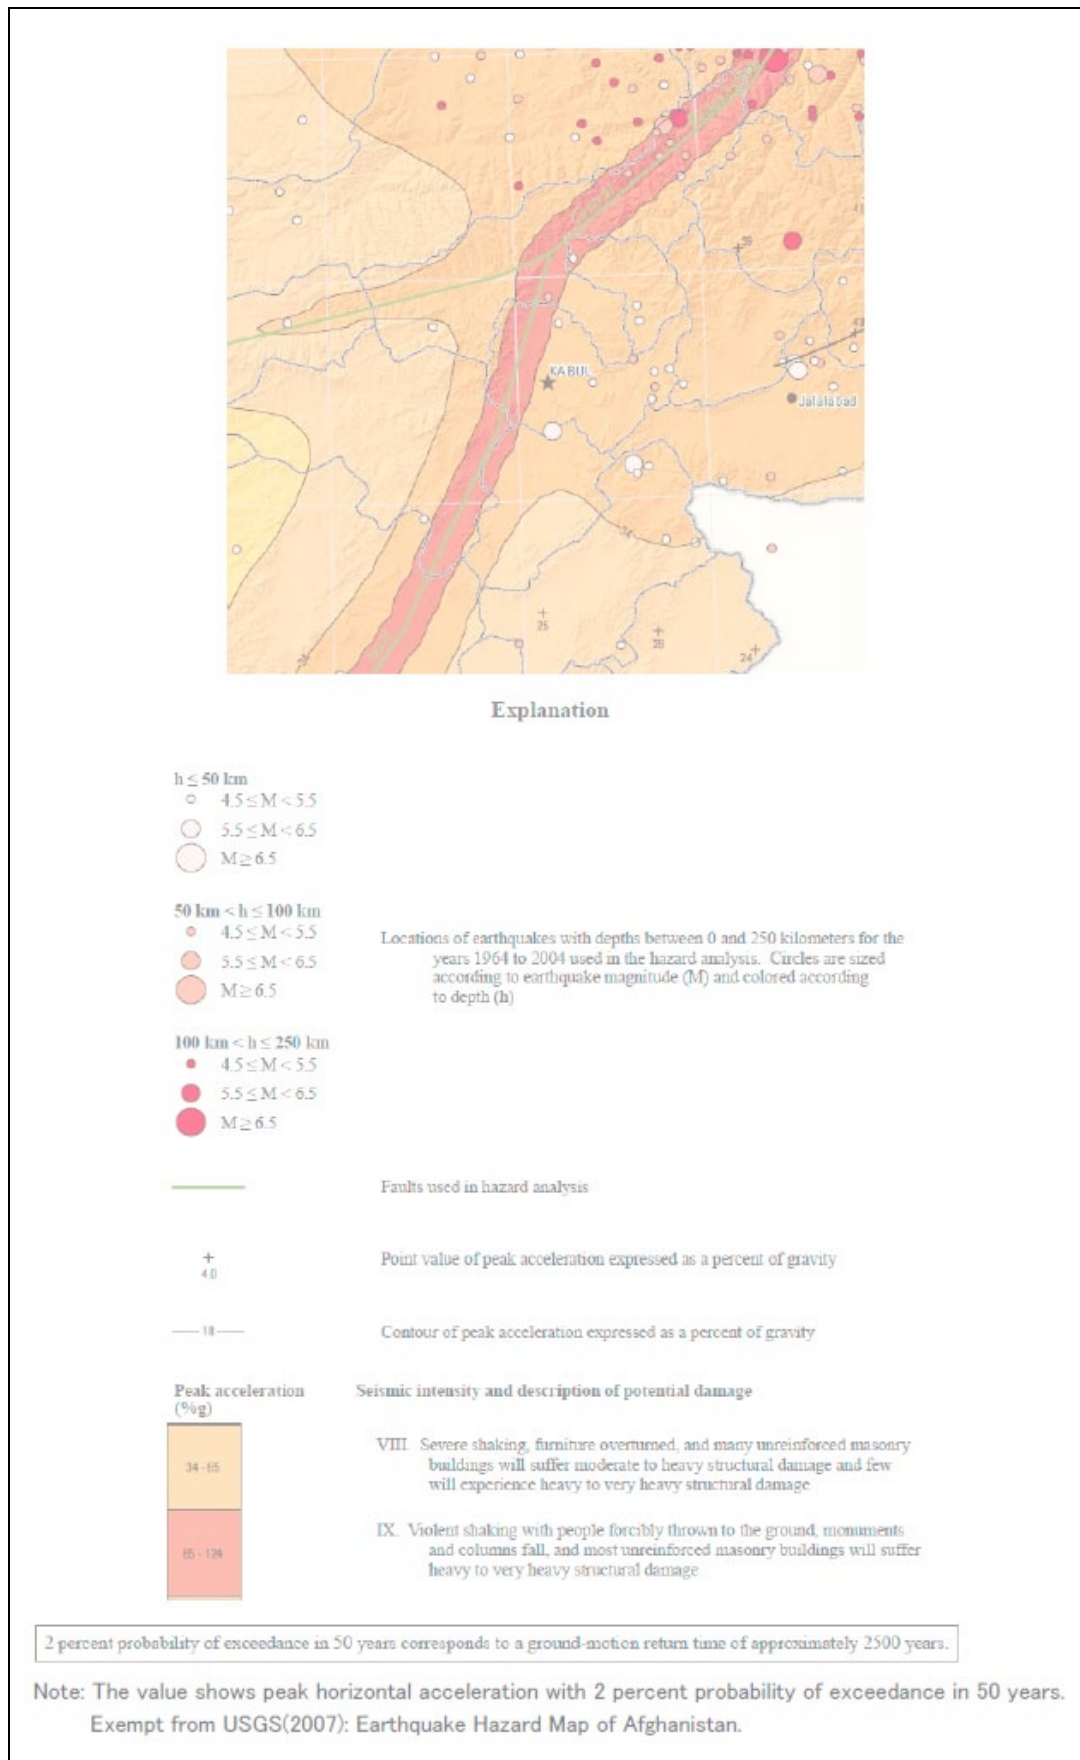 41
59
43
KABUL
Jalalabad
25
29
24
Explanation
h ≤ 50 km
4.5 ≤ M < 5.5
5.5 ≤ M < 6.5
M ≥ 6.5
50 km < h ≤ 100 km
4.5 ≤ M < 5.5
5.5 ≤ M < 6.5
M ≥ 6.5
Locations of earthquakes with depths between 0 and 250 kilometers for the
years 1964 to 2004 used in the hazard analysis. Circles are sized
according to earthquake magnitude (M) and colored according
to depth (h)
100 km < h ≤ 250 km
4.5 ≤ M < 5.5
5.5 ≤ M < 6.5
M ≥ 6.5
Faults used in hazard analysis
4.0
Point value of peak acceleration expressed as a percent of gravity
18
Contour of peak acceleration expressed as a percent of gravity
Peak acceleration
(%g)
Seismic intensity and description of potential damage
34 - 65
VIII. Severe shaking, furniture overturned, and many unreinforced masonry
buildings will suffer moderate to heavy structural damage and few
will experience heavy to very heavy structural damage
65 - 124
IX. Violent shaking with people forcibly thrown to the ground, monuments
and columns fall, and most unreinforced masonry buildings will suffer
heavy to very heavy structural damage
2 percent probability of exceedance in 50 years corresponds to a ground-motion return time of approximately 2500 years.
Note: The value shows peak horizontal acceleration with 2 percent probability of exceedance in 50 years.
Exempt from USGS(2007): Earthquake Hazard Map of Afghanistan.